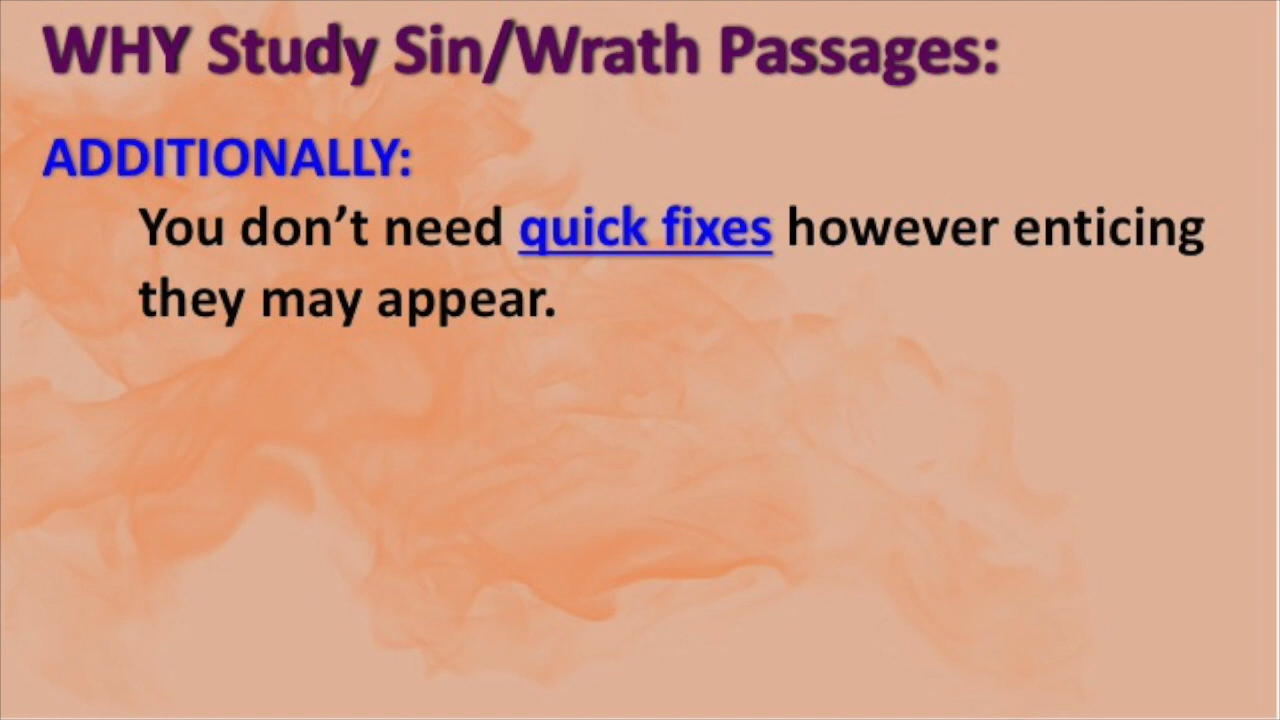 WHY Study Sin/Wrath Passages:
ADDITIONALLY:
You don’t need quick fixes however enticing
they may appear.